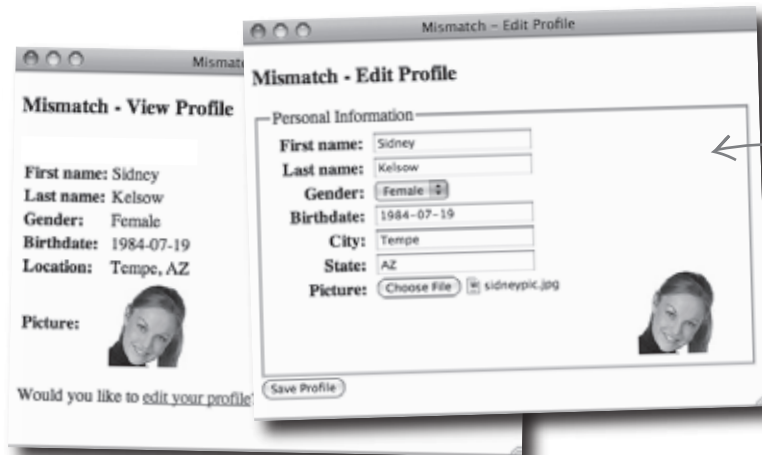 Mismatch
Mismatch - View Profile
First name: Sidney
Last name: Kelsow
Gender: Female
Birthdate: 1984-07-19
Location: Tempe, AZ
Picture:
Would you like to edit your profile
Mismatch – Edit Profile
Mismatch - Edit Profile
Personal Information
First name: Sidney
Last name: Kelsow
Gender: Female
Birthdate: 1984-07-19
City: Tempe
State: AZ
Picture: Choose File sidneypic.jpg
Save Profile